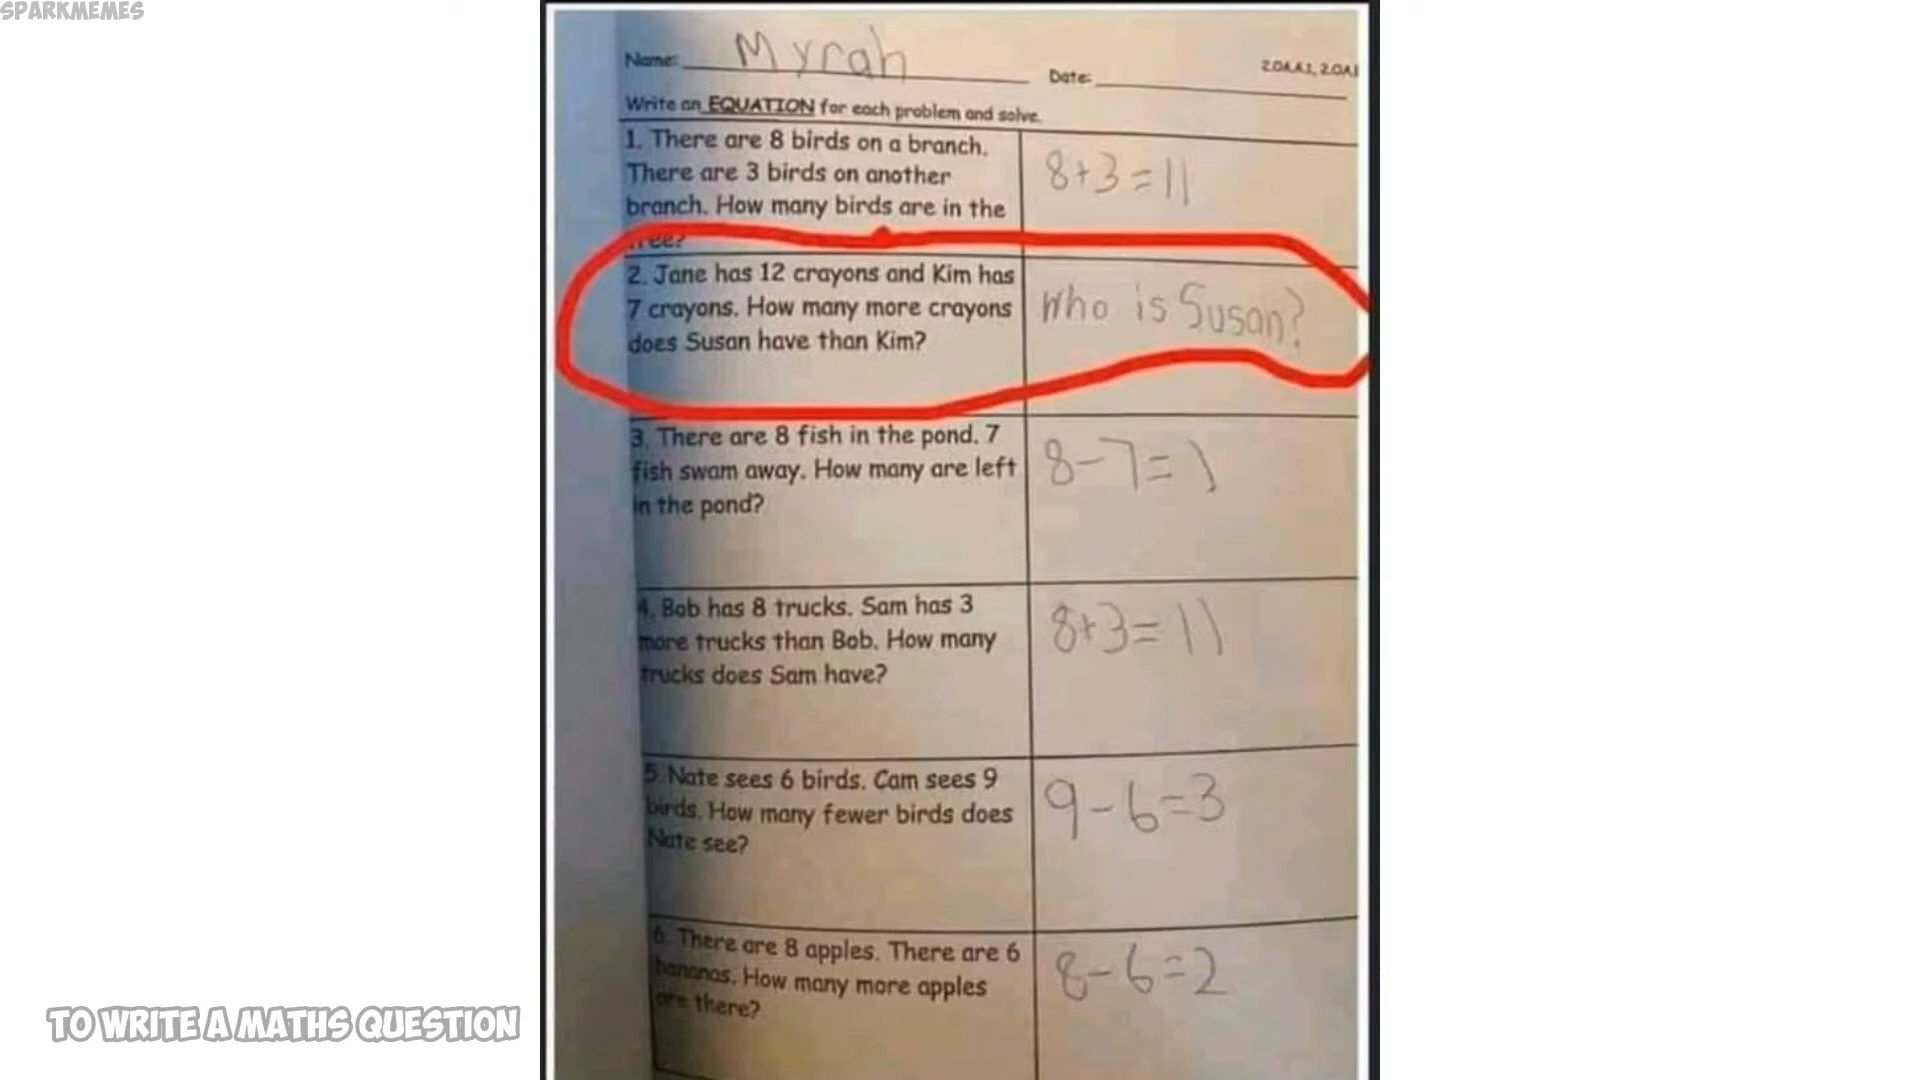 SPARKMEMES
Name: Myrah Date: 2.OA.A.1, 2.OA.
Write an EQUATION for each problem and solve.
1. There are 8 birds on a branch.
There are 3 birds on another
branch. How many birds are in the
tree?
8+3=11
2. Jane has 12 crayons and Kim has
7 crayons. How many more crayons
does Susan have than Kim?
Who is Susan?
3. There are 8 fish in the pond. 7
fish swam away. How many are left
in the pond?
8-7=1
4. Bob has 8 trucks. Sam has 3
more trucks than Bob. How many
trucks does Sam have?
8+3=11
5. Nate sees 6 birds. Cam sees 9
birds. How many fewer birds does
Nate see?
9-6=3
6. There are 8 apples. There are 6
bananas. How many more apples
are there?
8-6=2
TO WRITE A MATHS QUESTION